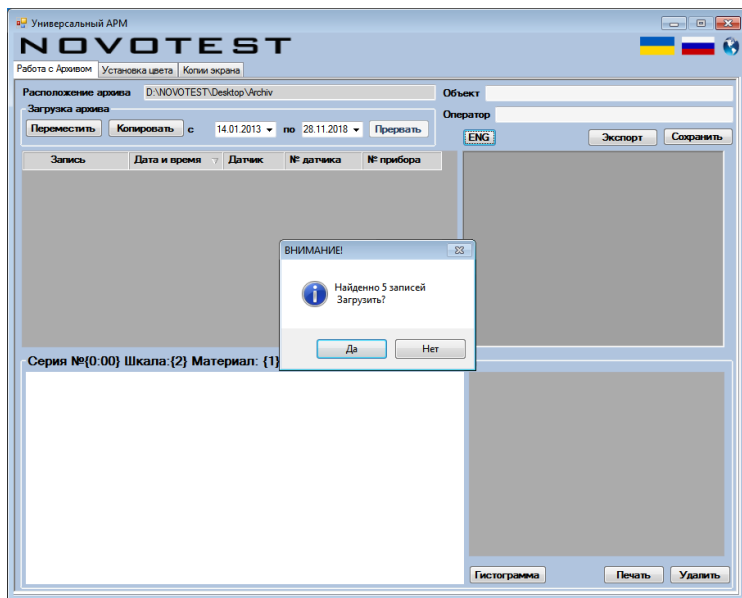 Универсальный АРМ
NOVOTEST
Работа с Архивом Установка цвета Копии экрана
Расположение архива D:\NOVOTEST\Desktop\Archiv Объект
Загрузка архива
Оператор
Переместить Копировать с 14.01.2013 по 28.11.2018 Прервать
ENG Экспорт Сохранить
Запись Дата и время Датчик № датчика № прибора
ВНИМАНИЕ!
Найденно 5 записей
Загрузить?
Да Нет
Серия №{0:00} Шкала:{2} Материал: {1}
Гистограмма Печать Удалить